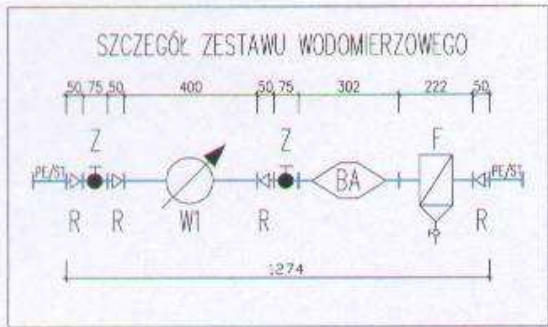 SZCZEGÓŁ ZESTAWU WODOMIERZOWEGO
50 75 50 400 50 75 302 222 50
Z Z F
PE/ST BA PE/ST
R R W1 R R
1274